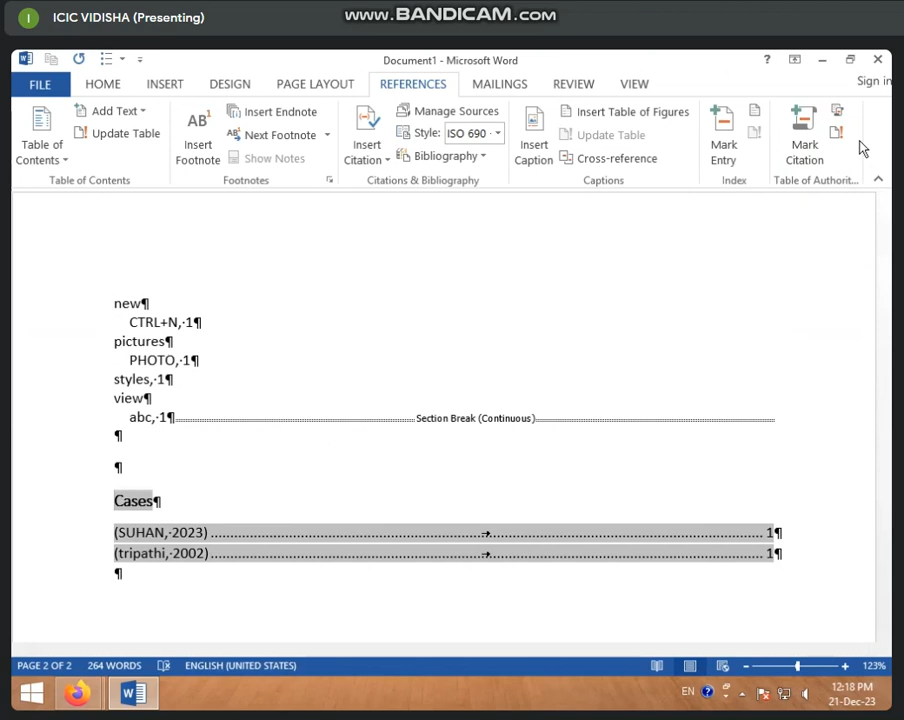 I ICIC VIDISHA (Presenting)
WWW.BANDICAM.COM
Document1 - Microsoft Word
?
FILE HOME INSERT DESIGN PAGE LAYOUT REFERENCES MAILINGS REVIEW VIEW Sign in
Table of Contents
Add Text
Update Table
Table of Contents
AB1
Insert Footnote
Insert Endnote
Next Footnote
Show Notes
Footnotes
Insert Citation
Manage Sources
Style: ISO 690
Bibliography
Citations & Bibliography
Insert Caption
Insert Table of Figures
Update Table
Cross-reference
Captions
Mark Entry
Index
Mark Citation
Table of Authorit...
new¶
CTRL+N,·1¶
pictures¶
PHOTO,·1¶
styles,·1¶
view¶
abc,·1¶ Section Break (Continuous)
¶
¶
Cases¶
(SUHAN,·2023) → 1¶
(tripathi,·2002) → 1¶
¶
PAGE 2 OF 2 264 WORDS ENGLISH (UNITED STATES) 123%
EN ? 12:18 PM
21-Dec-23